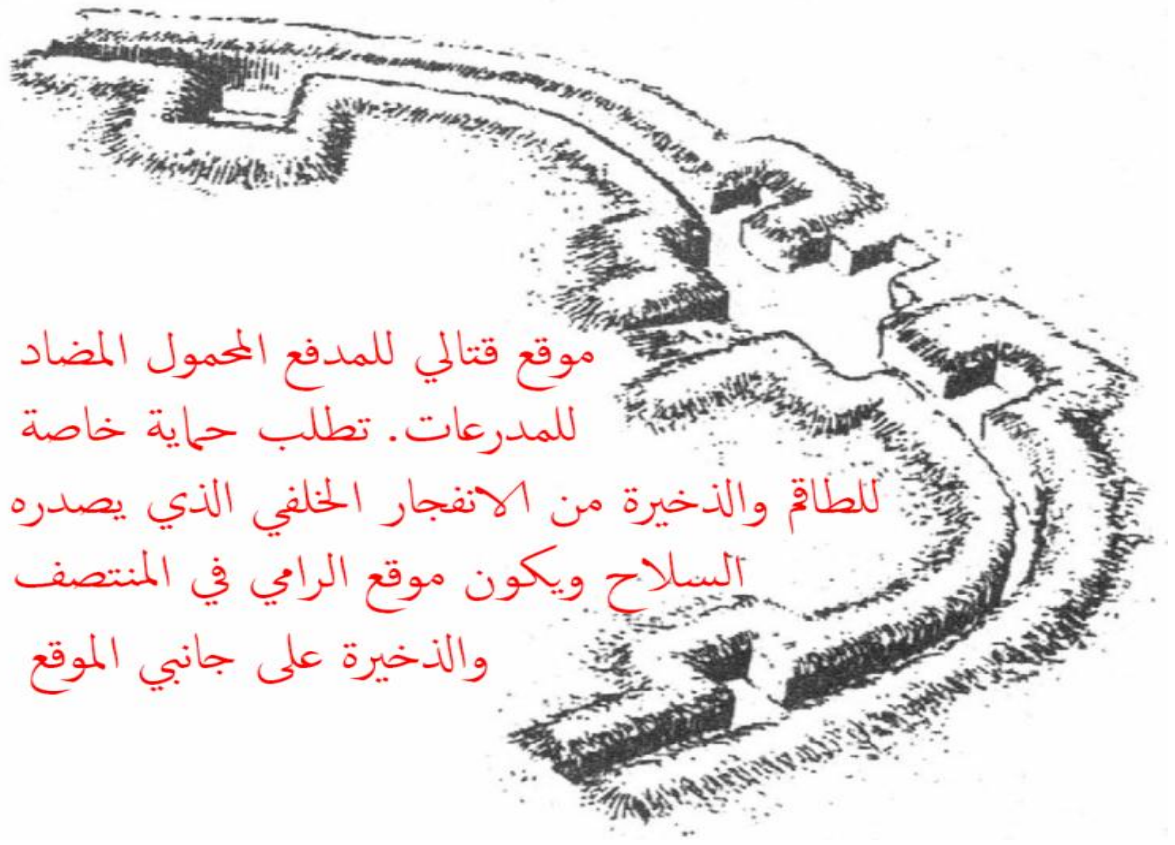 موقع قتالي للمدفع المحمول المضاد
للمدرعات. تطلب حماية خاصة
للطاقم والذخيرة من الانفجار الخلفي الذي يصدره
السلاح ويكون موقع الرامي في المنتصف
والذخيرة على جانبي الموقع